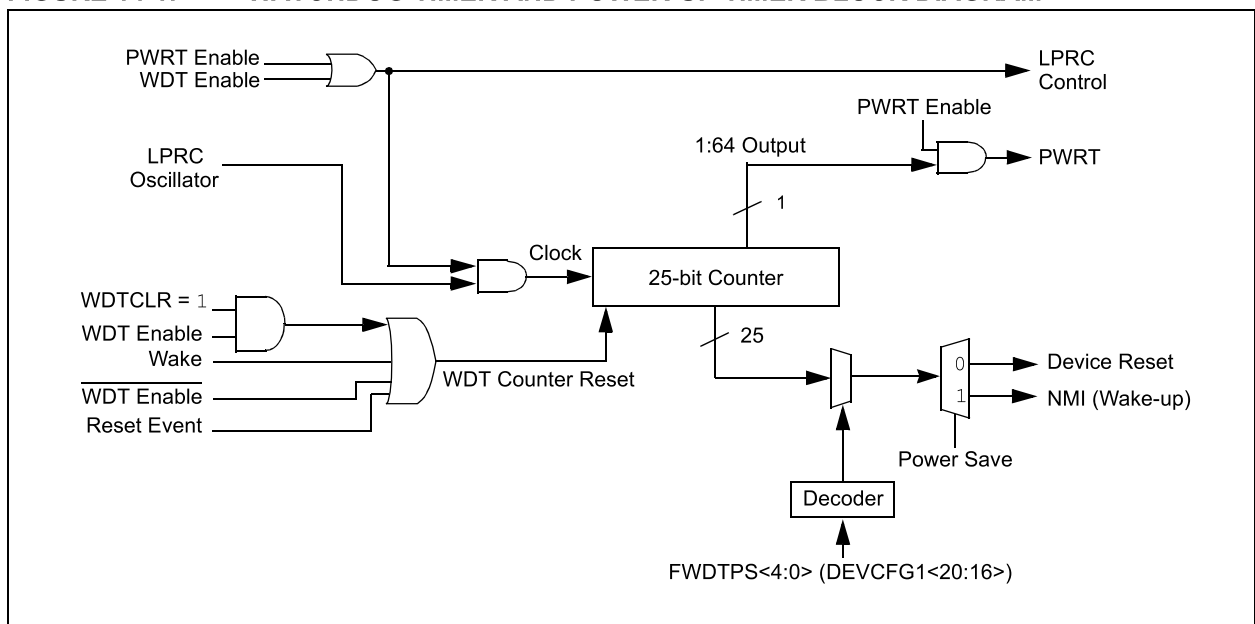 PWRT Enable
WDT Enable
LPRC
Control
PWRT Enable
LPRC
Oscillator
1:64 Output
PWRT
1
Clock
25-bit Counter
WDTCLR = 1
WDT Enable
Wake
WDT Enable
Reset Event
WDT Counter Reset
25
0
1
Device Reset
NMI (Wake-up)
Power Save
Decoder
FWDTPS<4:0> (DEVCFG1<20:16>)